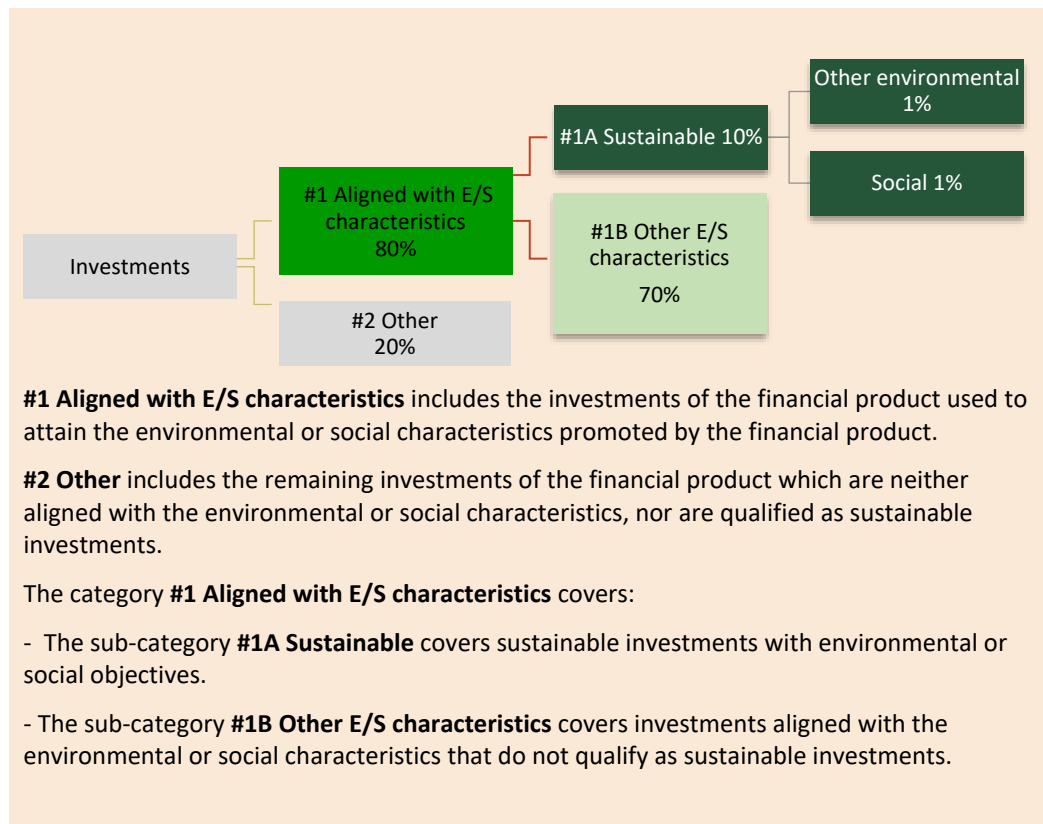 Other environmental
1%
#1A Sustainable 10%
Social 1%
#1 Aligned with E/S
characteristics
80%
#1B Other E/S
characteristics
70%
Investments
#2 Other
20%
#1 Aligned with E/S characteristics includes the investments of the financial product used to
attain the environmental or social characteristics promoted by the financial product.
#2 Other includes the remaining investments of the financial product which are neither
aligned with the environmental or social characteristics, nor are qualified as sustainable
investments.
The category #1 Aligned with E/S characteristics covers:
- The sub-category #1A Sustainable covers sustainable investments with environmental or
social objectives.
- The sub-category #1B Other E/S characteristics covers investments aligned with the
environmental or social characteristics that do not qualify as sustainable investments.